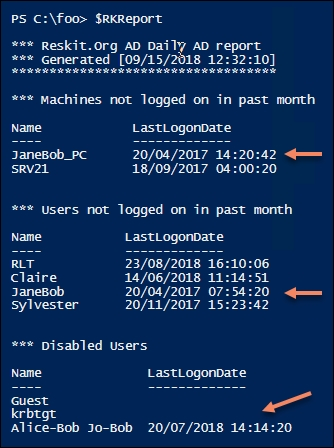 PS C:\foo> $RKReport

*** Reskit.Org AD Daily AD report
*** Generated [09/15/2018 12:32:10]
************************************

*** Machines not logged on in past month

Name            LastLogonDate
----            -------------
JaneBob_PC      20/04/2017 14:20:42
SRV21           18/09/2017 04:00:20

*** Users not logged on in past month

Name           LastLogonDate
----           -------------
RLT            23/08/2018 16:10:06
Claire         14/06/2018 11:14:51
JaneBob        20/04/2017 07:54:20
Sylvester      20/11/2017 15:23:42

*** Disabled Users

Name              LastLogonDate
----              -------------
Guest
krbtgt
Alice-Bob Jo-Bob  20/07/2018 14:14:20